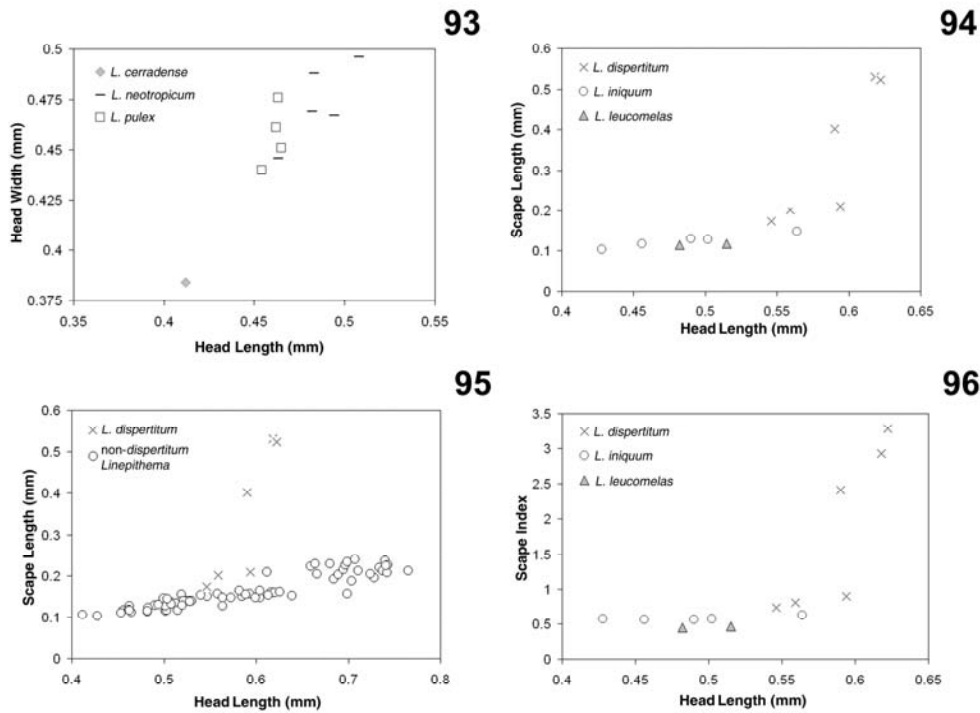 93
0.5
0.475
0.45
0.425
0.4
0.375
0.35
0.4
0.45
0.5
0.55
Head Width (mm)
Head Length (mm)
L. cerradense
L. neotropicum
L. pulex
94
0.6
0.5
0.4
0.3
0.2
0.1
0
0.4
0.45
0.5
0.55
0.6
0.65
Scape Length (mm)
Head Length (mm)
L. dispertitum
L. iniquum
L. leucomelas
95
0.6
0.5
0.4
0.3
0.2
0.1
0
0.4
0.5
0.6
0.7
0.8
Scape Length (mm)
Head Length (mm)
L. dispertitum
non-dispertitum
Linepithema
96
3.5
3
2.5
2
1.5
1
0.5
0
0.4
0.45
0.5
0.55
0.6
0.65
Scape Index
Head Length (mm)
L. dispertitum
L. iniquum
L. leucomelas